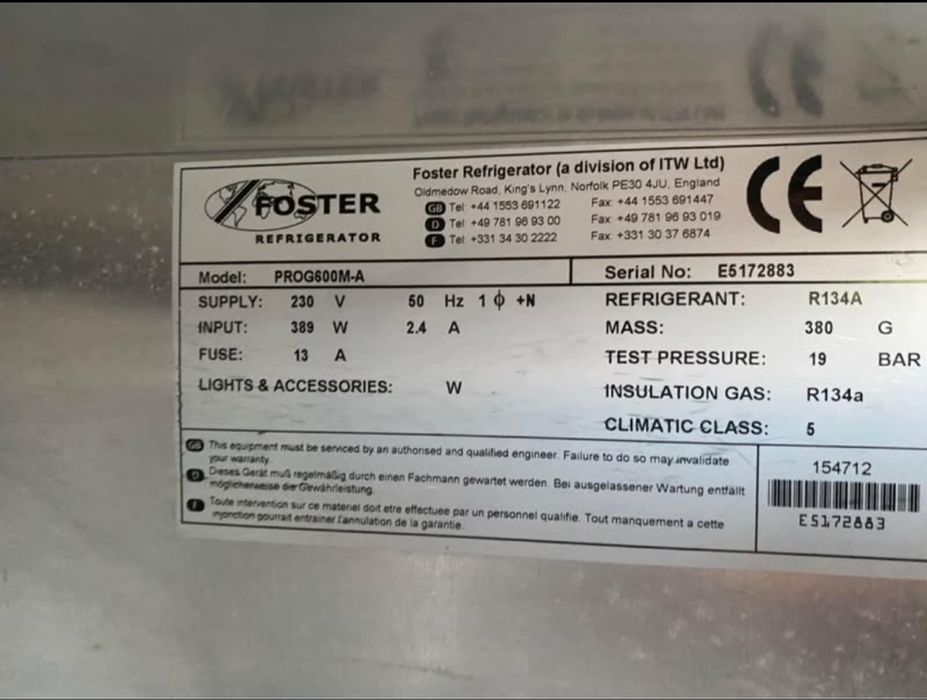 FOSTER
REFRIGERATOR
Foster Refrigerator (a division of ITW Ltd)
Oldmedow Road, King's Lynn, Norfolk PE30 4JU, England
GB Tel: +44 1553 691122 Fax: +44 1553 691447
D Tel: +49 781 96 93 00 Fax: +49 781 96 93 019
F Tel: +331 34 30 2222 Fax: +331 30 37 6874
CE
Model: PROG600M-A
Serial No: E5172883
SUPPLY: 230 V 50 Hz 1 ϕ +N
INPUT: 389 W 2.4 A
FUSE: 13 A
LIGHTS & ACCESSORIES: W
REFRIGERANT: R134A
MASS: 380 G
TEST PRESSURE: 19 BAR
INSULATION GAS: R134a
CLIMATIC CLASS: 5
GB This equipment must be serviced by an authorised and qualified engineer. Failure to do so may invalidate
your warranty.
D Dieses Gerät muß regelmäßig durch einen Fachmann gewartet werden. Bei ausgelassener Wartung entfällt
möglicherweise die Gewährleistung.
F Toute intervention sur ce materiel doit etre effectuee par un personnel qualifie. Tout manquement a cette
injonction pourrait entrainer l'annulation de la garantie.
154712
E5172883